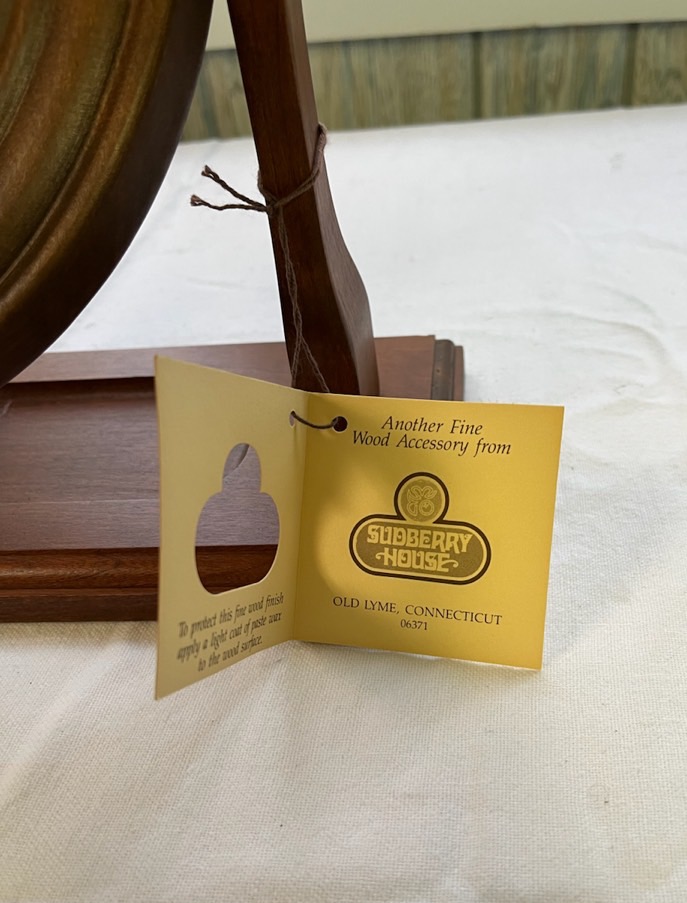 To protect this fine wood finish
apply a light coat of paste wax
to the wood surface.
Another Fine
Wood Accessory from
SUDBERRY
HOUSE
OLD LYME, CONNECTICUT
06371